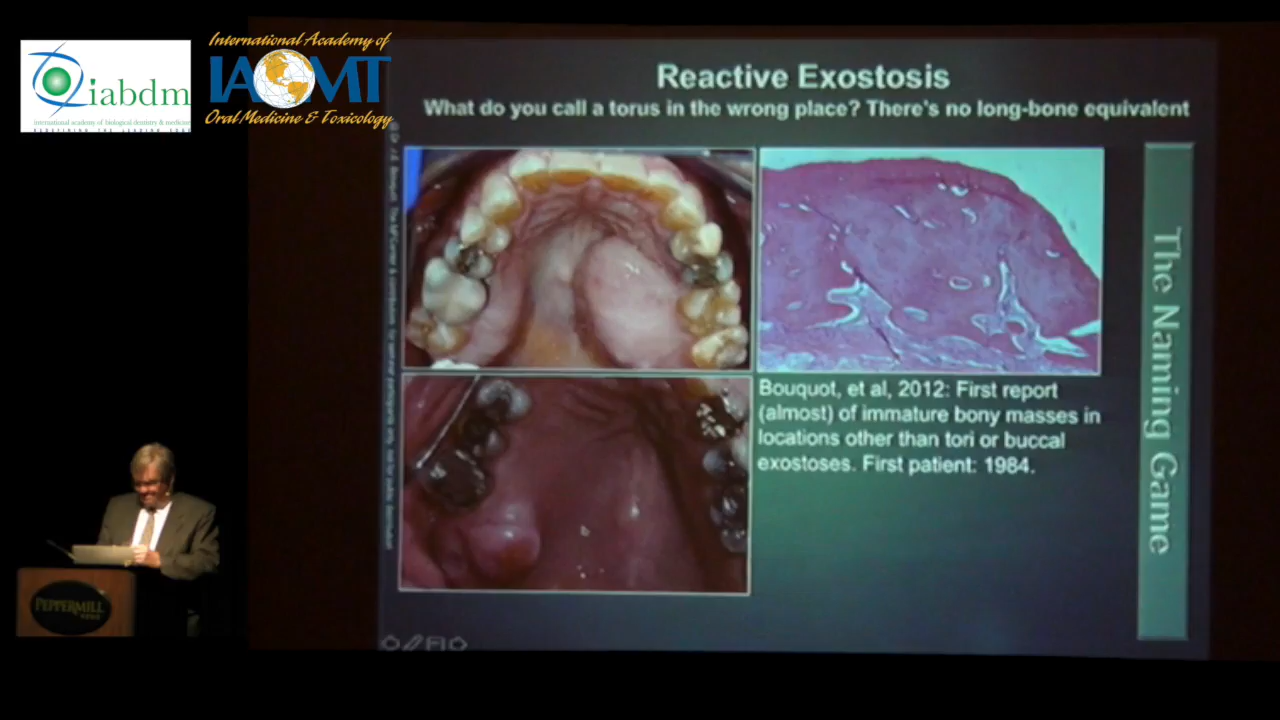 iabdm
international academy of biological dentistry & medicine
International Academy of
IAOMT
Oral Medicine & Toxicology
Reactive Exostosis
What do you call a torus in the wrong place? There's no long-bone equivalent
Bouquot, et al, 2012: First report
(almost) of immature bony masses in
locations other than tori or buccal
exostoses. First patient: 1984.
The Naming Game
PEPPERMILL